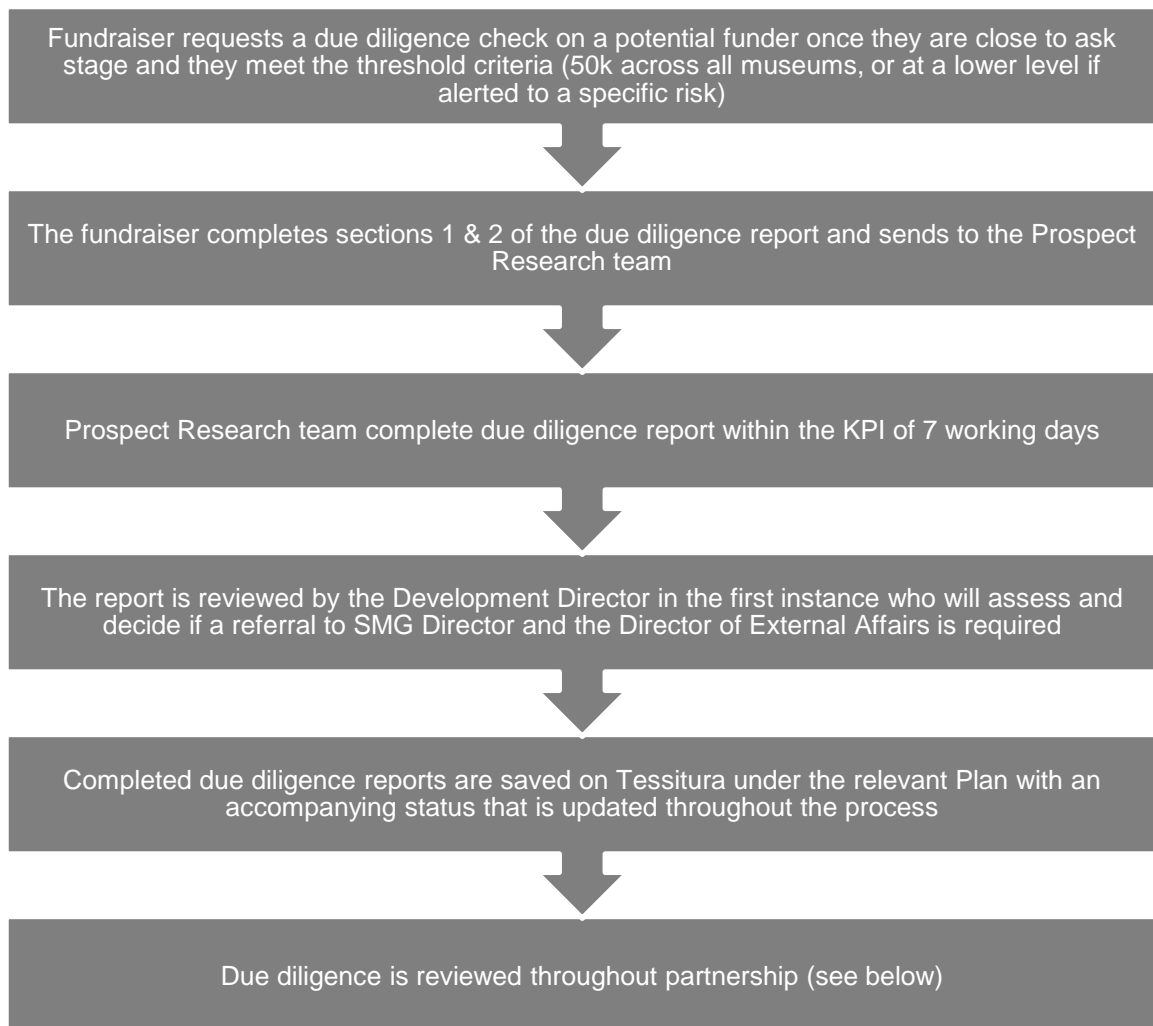 Fundraiser requests a due diligence check on a potential funder once they are close to ask
stage and they meet the threshold criteria (50k across all museums, or at a lower level if
alerted to a specific risk)
The fundraiser completes sections 1 & 2 of the due diligence report and sends to the Prospect
Research team
Prospect Research team complete due diligence report within the KPI of 7 working days
The report is reviewed by the Development Director in the first instance who will assess and
decide if a referral to SMG Director and the Director of External Affairs is required
Completed due diligence reports are saved on Tessitura under the relevant Plan with an
accompanying status that is updated throughout the process
Due diligence is reviewed throughout partnership (see below)